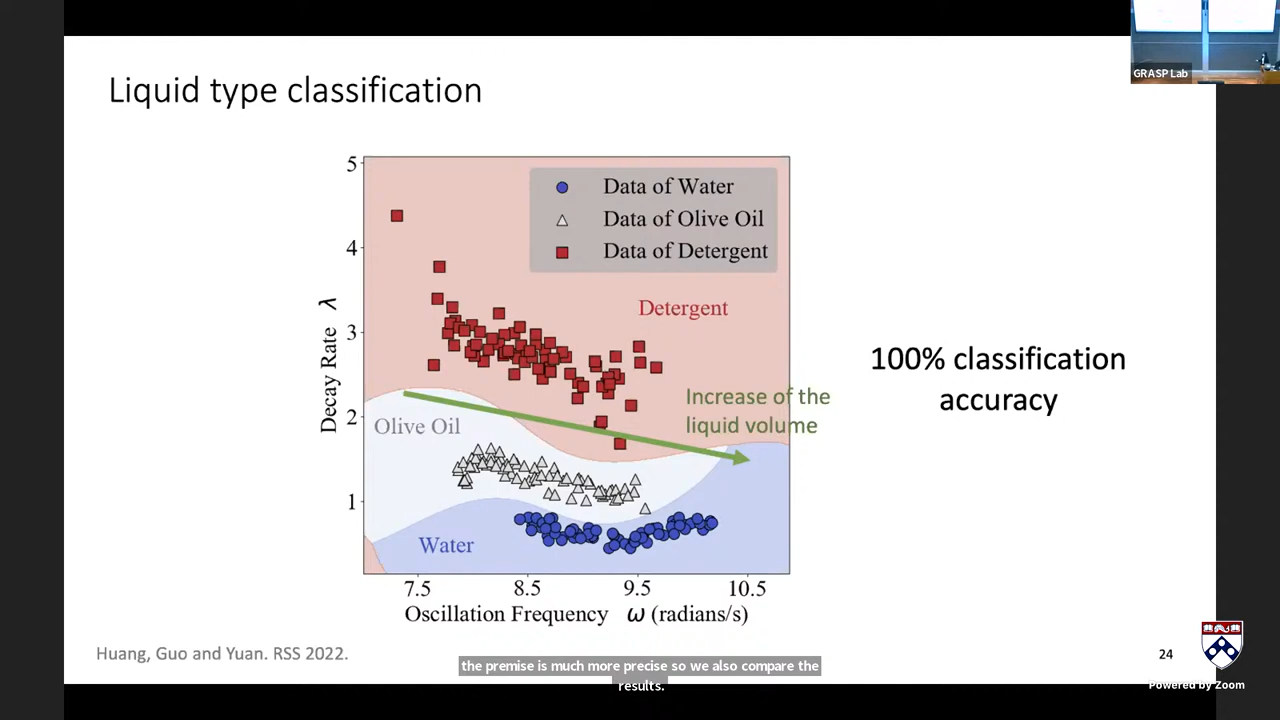 GRASP Lab
Liquid type classification
5
4
3
2
1
Decay Rate λ
Data of Water
Data of Olive Oil
Data of Detergent
Detergent
Increase of the
liquid volume
Olive Oil
Water
7.5 8.5 9.5 10.5
Oscillation Frequency ω (radians/s)
100% classification
accuracy
Huang, Guo and Yuan. RSS 2022.
24
the premise is much more precise so we also compare the
results.
Powered by Zoom